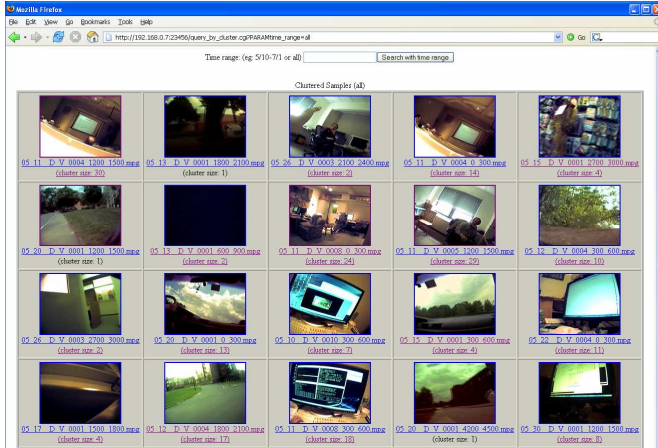 Mozilla Firefox
File Edit View Go Bookmarks Tools Help
http://192.168.0.7:23456/query_by_cluster.cgi?PARAMtime_range=all
Go
Time range: (eg: 5/10-7/1 or all) Search with time range
Clustered Samples (all)
05_11__D_V_0004_1200_1500.mpg 05_13__D_V_0001_1800_2100.mpg 05_26__D_V_0003_2100_2400.mpg 05_11__D_V_0004_0_300.mpg 05_15__D_V_0001_2700_3000.mpg
(cluster size: 30) (cluster size: 1) (cluster size: 2) (cluster size: 14) (cluster size: 4)
05_20__D_V_0001_1200_1500.mpg 05_13__D_V_0001_600_900.mpg 05_11__D_V_0008_0_300.mpg 05_11__D_V_0005_1200_1500.mpg 05_12__D_V_0004_300_600.mpg
(cluster size: 1) (cluster size: 2) (cluster size: 24) (cluster size: 29) (cluster size: 10)
05_26__D_V_0003_2700_3000.mpg 05_20__D_V_0001_0_300.mpg 05_10__D_V_0010_300_600.mpg 05_15__D_V_0001_300_600.mpg 05_22__D_V_0004_0_300.mpg
(cluster size: 2) (cluster size: 13) (cluster size: 7) (cluster size: 4) (cluster size: 11)
05_17__D_V_0001_1500_1800.mpg 05_12__D_V_0004_1800_2100.mpg 05_11__D_V_0008_300_600.mpg 05_20__D_V_0001_4200_4500.mpg 05_30__D_V_0001_1200_1500.mpg
(cluster size: 4) (cluster size: 17) (cluster size: 18) (cluster size: 1) (cluster size: 8)